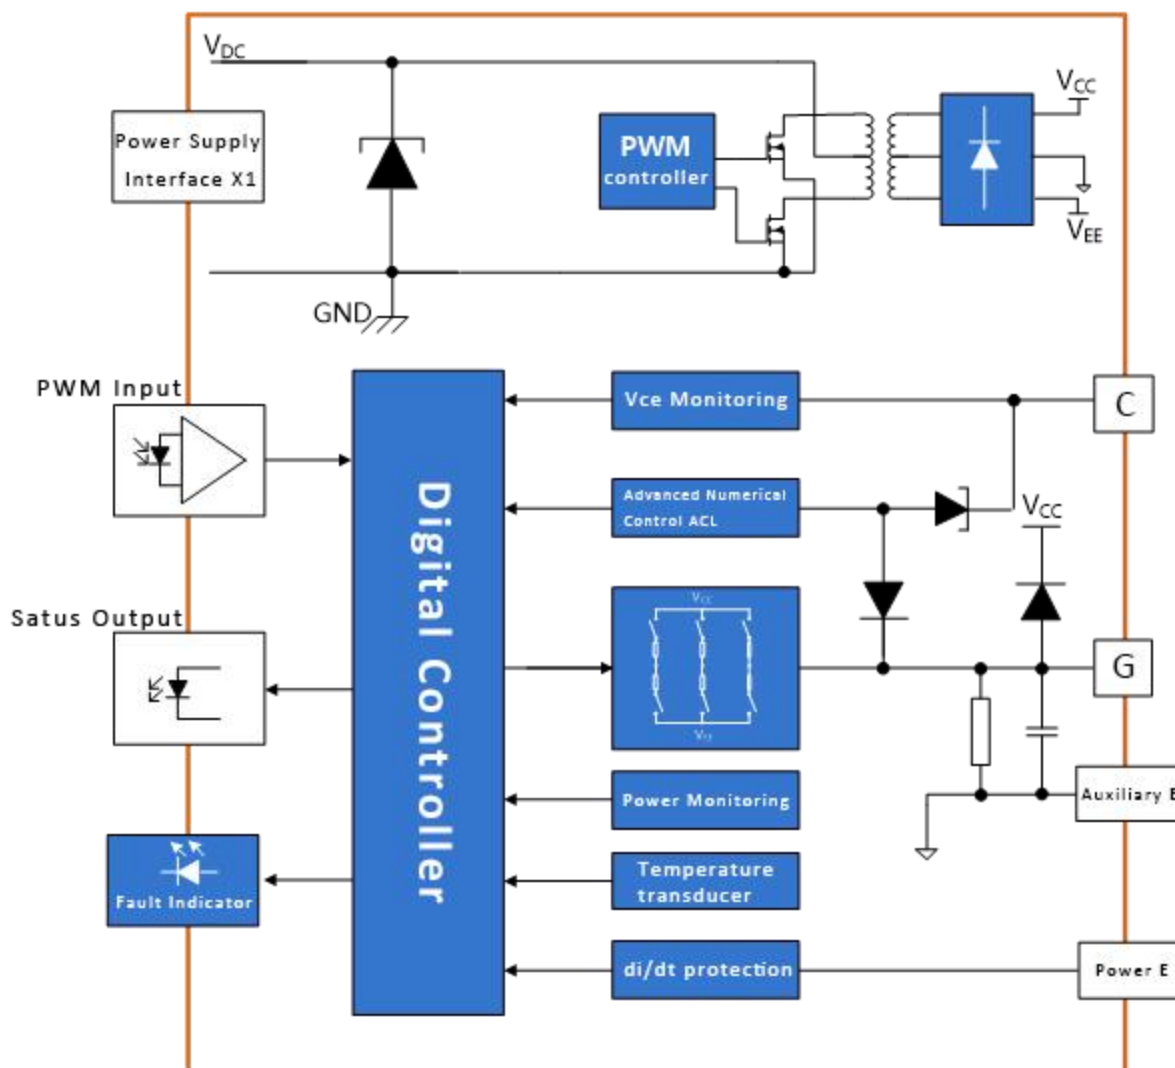 VDC
Power Supply
Interface X1
PWM
controller
VCC
VEE
GND
PWM Input
Vce Monitoring
C
Advanced Numerical
Control ACL
VCC
Digital Controller
Satus Output
VCC
G
Power Monitoring
Auxiliary E
Temperature
transducer
Fault Indicator
di/dt protection
Power E